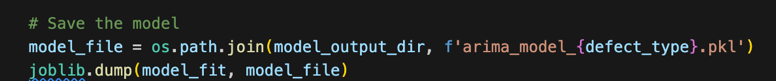 # Save the model
model_file = os.path.join(model_output_dir, f'arima_model_{defect_type}.pkl')
joblib.dump(model_fit, model_file)